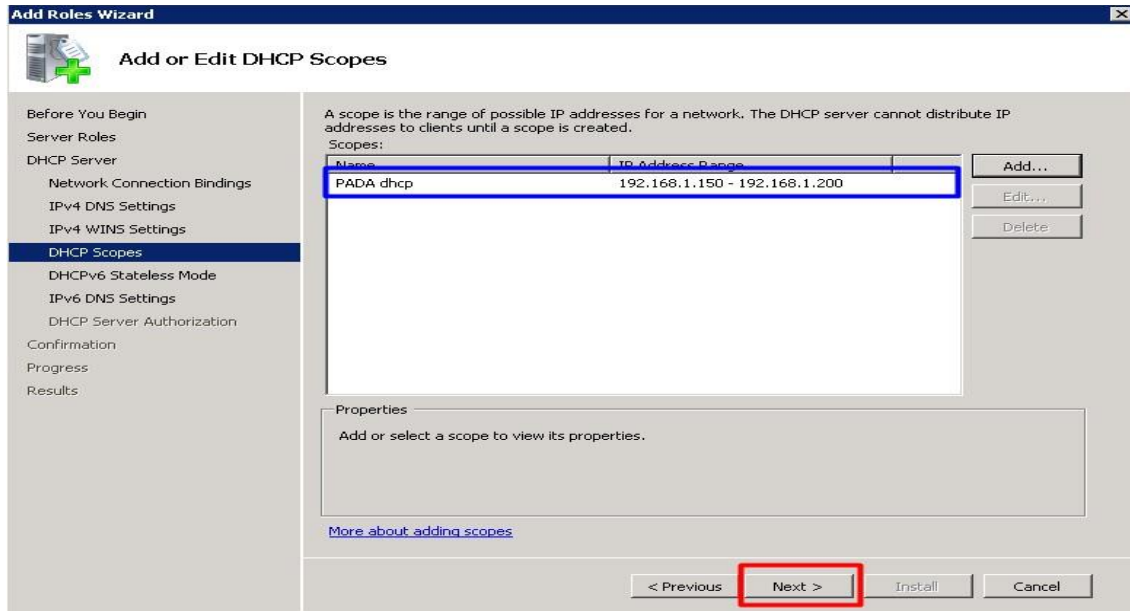 Add Roles Wizard
Add or Edit DHCP Scopes
Before You Begin
Server Roles
DHCP Server
Network Connection Bindings
IPv4 DNS Settings
IPv4 WINS Settings
DHCP Scopes
DHCPv6 Stateless Mode
IPv6 DNS Settings
DHCP Server Authorization
Confirmation
Progress
Results
A scope is the range of possible IP addresses for a network. The DHCP server cannot distribute IP
addresses to clients until a scope is created.
Scopes:
Name IP Address Range
PADA dhcp 192.168.1.150 - 192.168.1.200
Add...
Edit...
Delete
Properties
Add or select a scope to view its properties.
More about adding scopes
< Previous Next > Install Cancel